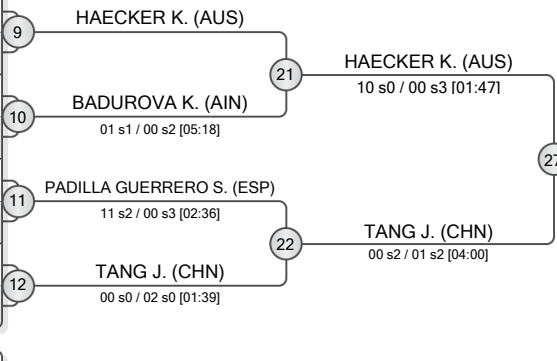 9
HAECKER K. (AUS)
21
HAECKER K. (AUS)
10 s0 / 00 s3 [01:47]
10
BADUROVA K. (AIN)
01 s1 / 00 s2 [05:18]
27
11
PADILLA GUERRERO S. (ESP)
11 s2 / 00 s3 [02:36]
22
TANG J. (CHN)
00 s2 / 01 s2 [04:00]
12
TANG J. (CHN)
00 s0 / 02 s0 [01:39]